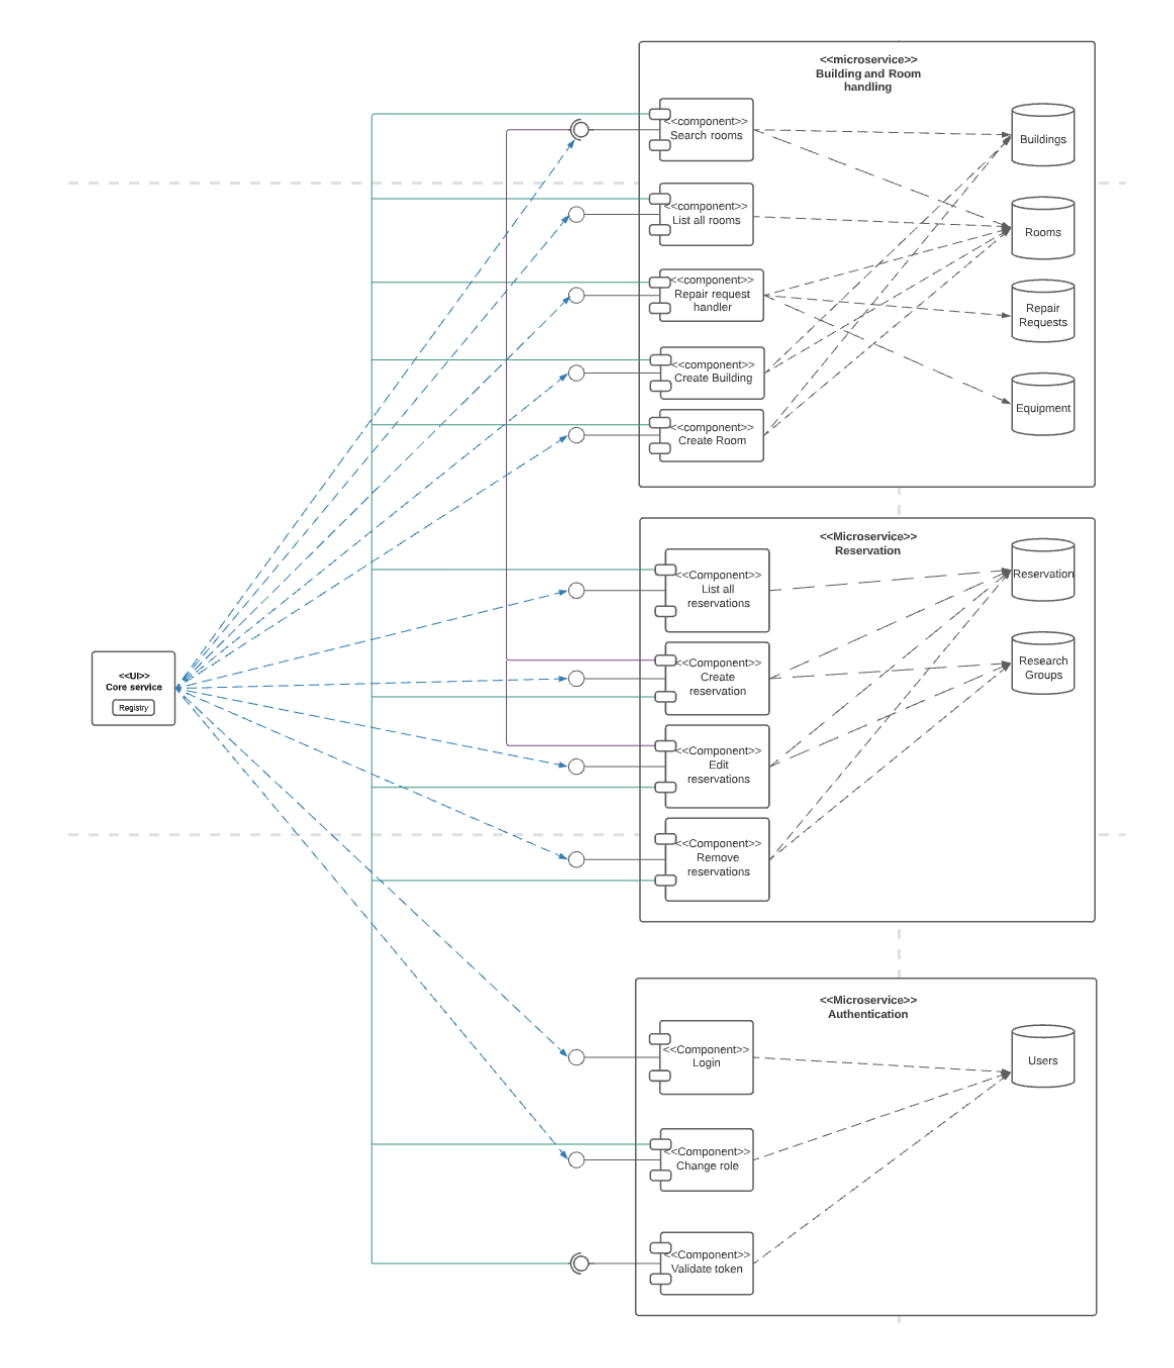 <<microservice>>
Building and Room
handling
<<component>>
Search rooms
<<component>>
List all rooms
<<component>>
Repair request
handler
<<component>>
Create Building
<<component>>
Create Room
Buildings
Rooms
Repair
Requests
Equipment
<<Microservice>>
Reservation
<<Component>>
List all
reservations
<<Component>>
Create
reservation
<<Component>>
Edit
reservations
<<Component>>
Remove
reservations
Reservation
Research
Groups
<<UI>>
Core service
Registry
<<Microservice>>
Authentication
<<Component>>
Login
<<Component>>
Change role
<<Component>>
Validate token
Users